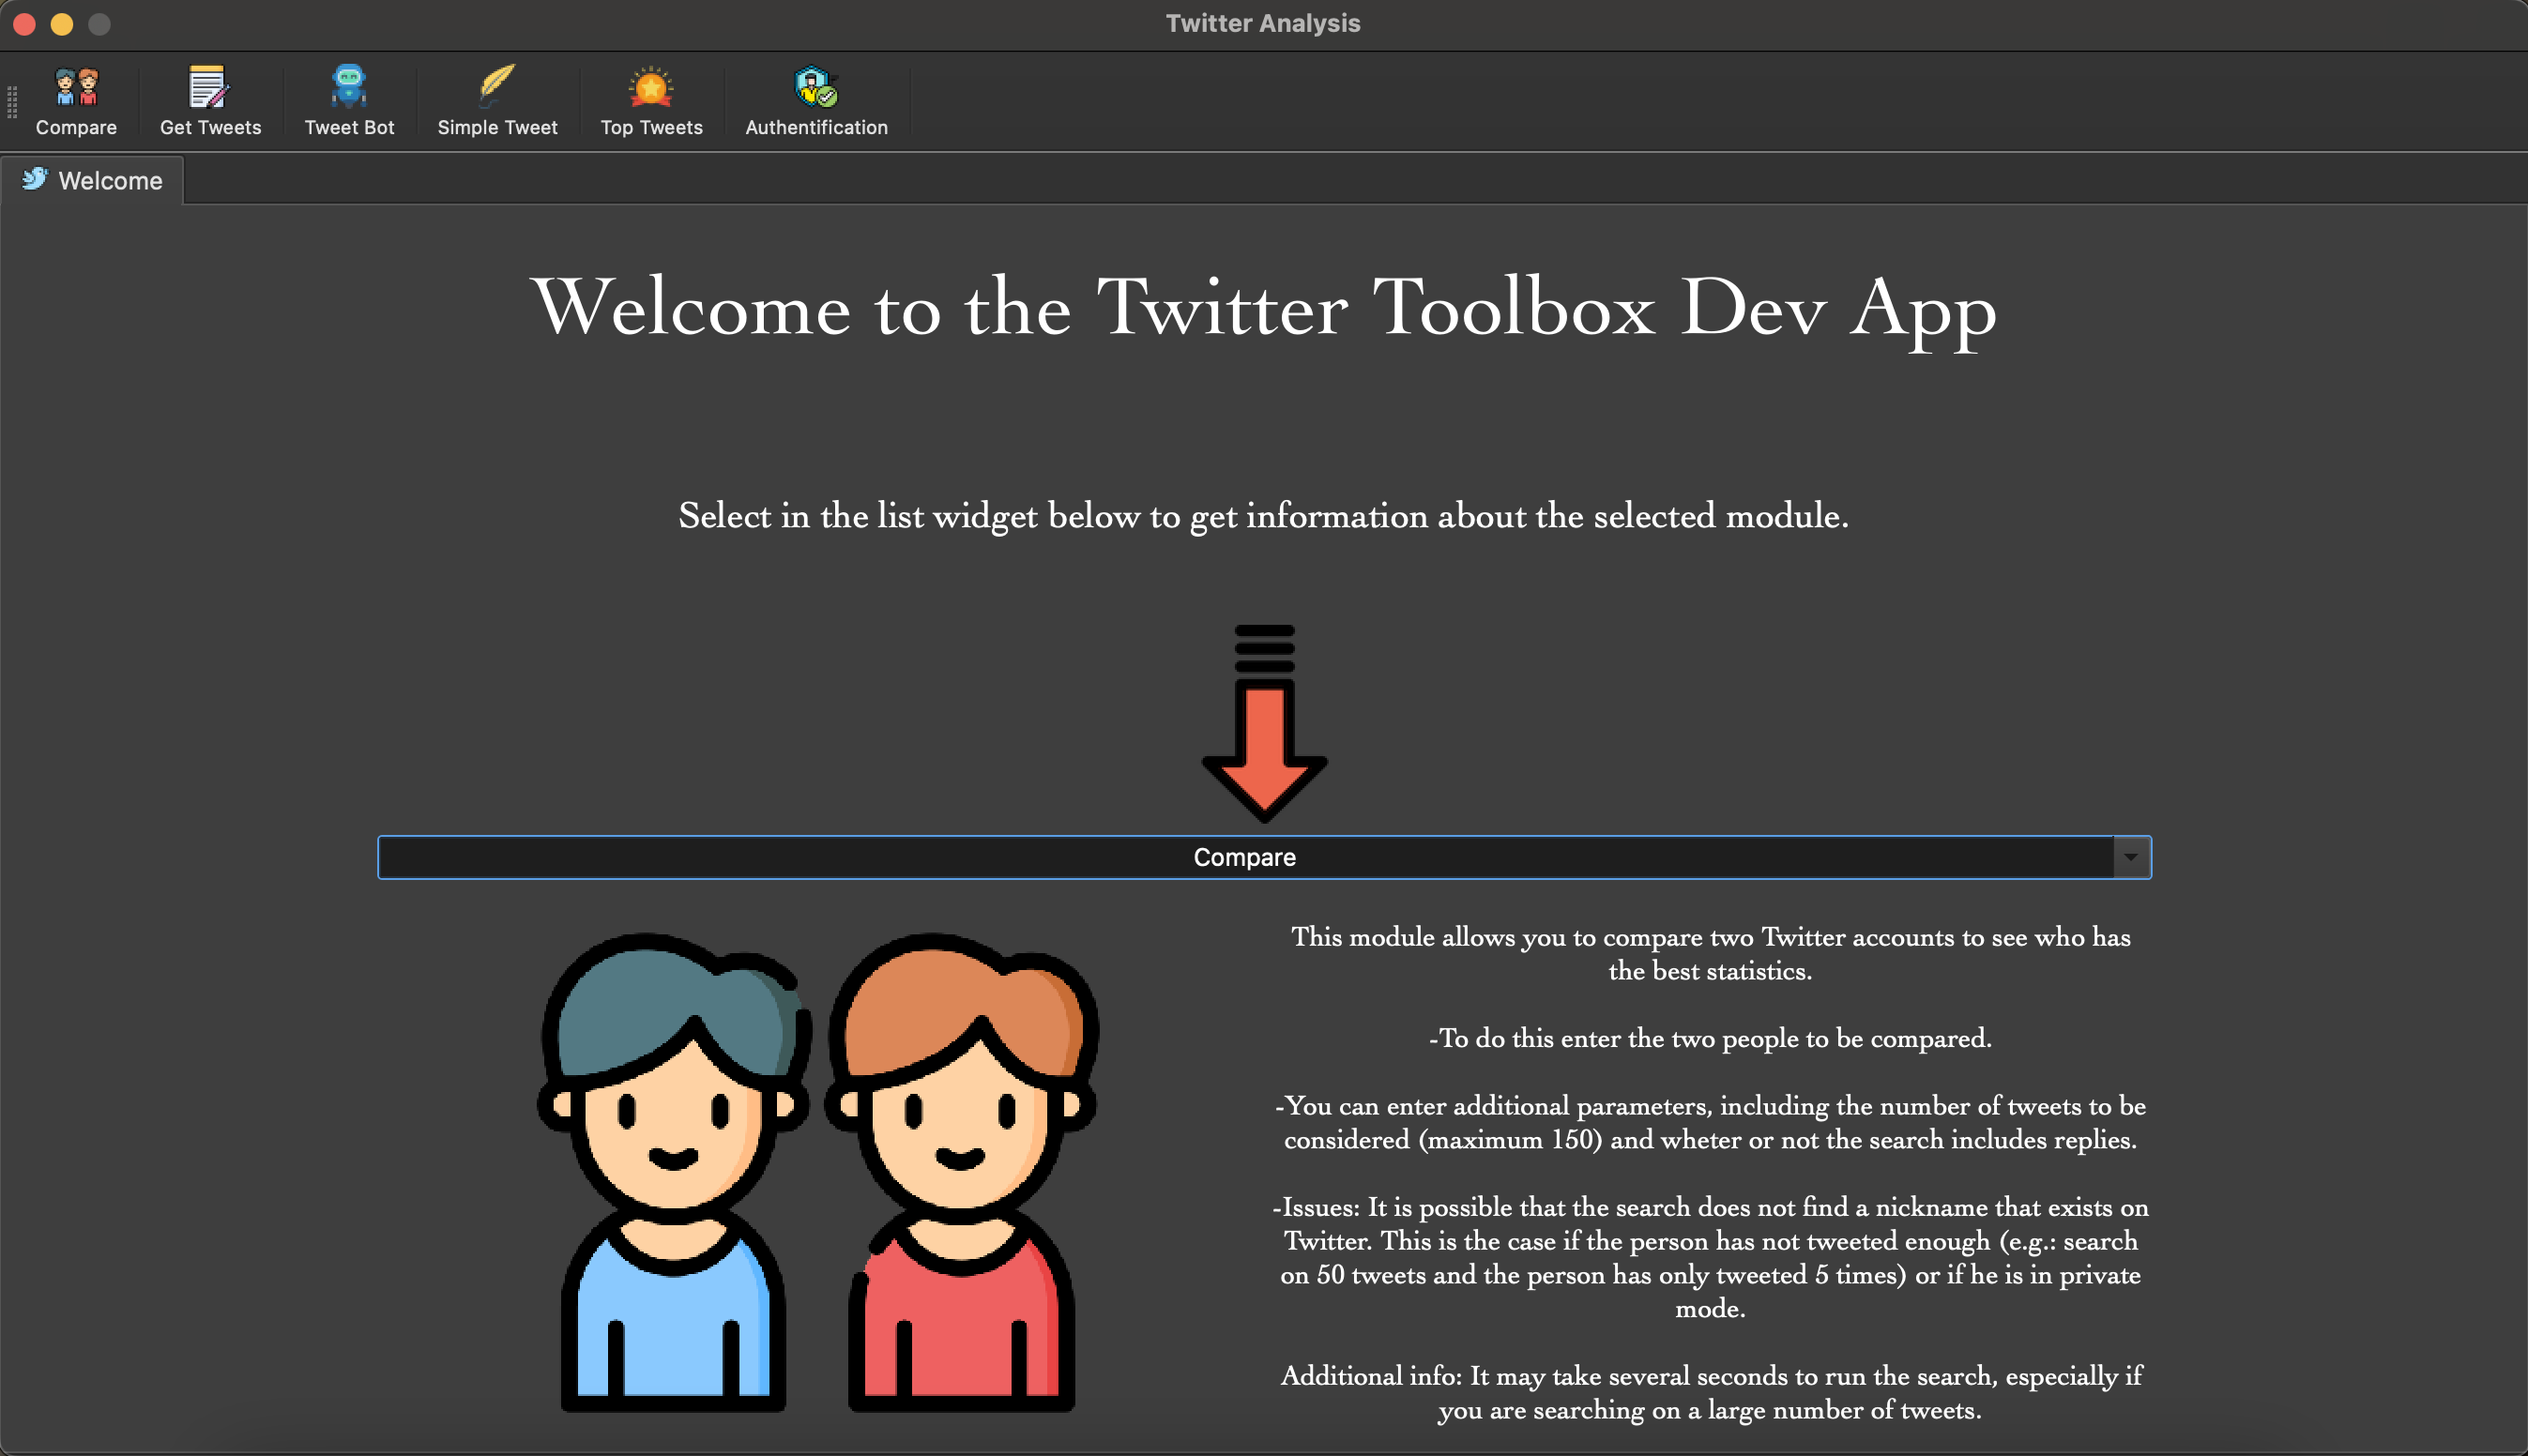 Twitter Analysis
Compare
Get Tweets
Tweet Bot
Simple Tweet
Top Tweets
Authentification
Welcome
Welcome to the Twitter Toolbox Dev App
Select in the list widget below to get information about the selected module.
Compare
This module allows you to compare two Twitter accounts to see who has
the best statistics.
-To do this enter the two people to be compared.
-You can enter additional parameters, including the number of tweets to be
considered (maximum 150) and wheter or not the search includes replies.
-Issues: It is possible that the search does not find a nickname that exists on
Twitter. This is the case if the person has not tweeted enough (e.g.: search
on 50 tweets and the person has only tweeted 5 times) or if he is in private
mode.
Additional info: It may take several seconds to run the search, especially if
you are searching on a large number of tweets.